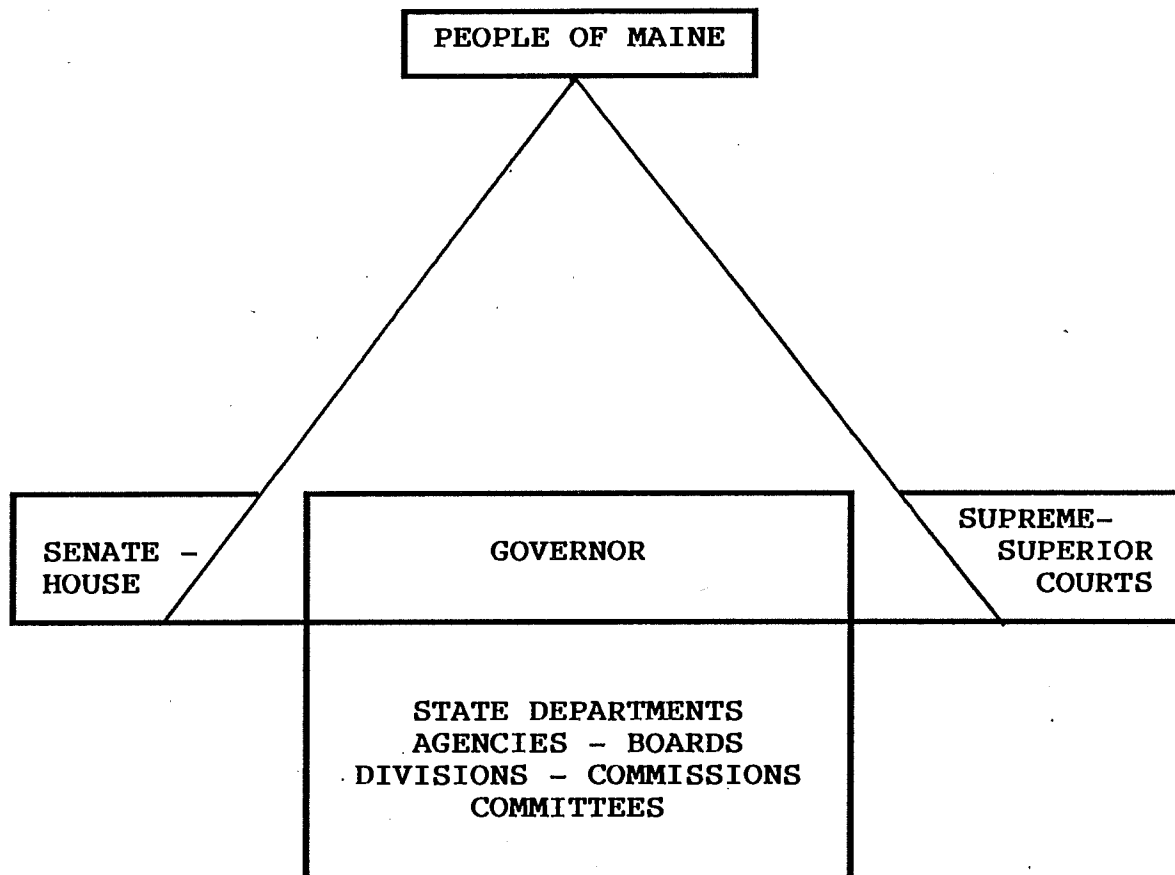 PEOPLE OF MAINE
SENATE -
HOUSE
GOVERNOR
SUPREME-
SUPERIOR
COURTS
STATE DEPARTMENTS
AGENCIES - BOARDS
DIVISIONS - COMMISSIONS
COMMITTEES